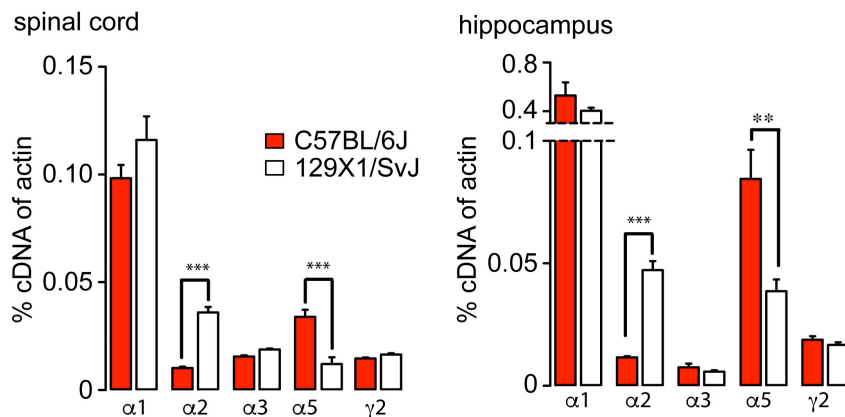 spinal cord
% cDNA of actin
0.15
0.10
0.05
0
C57BL/6J
129X1/SvJ
***
***
α1 α2 α3 α5 γ2
hippocampus
% cDNA of actin
0.8
0.4
0.1
0.05
0
***
**
α1 α2 α3 α5 γ2